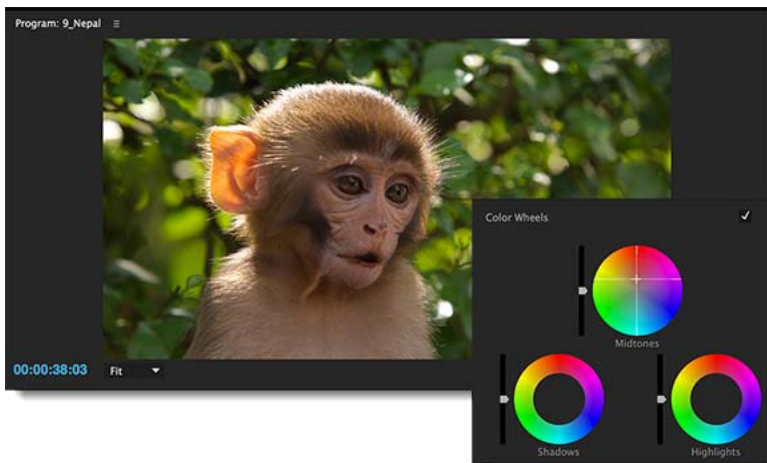 Program: 9_Nepal
Color Wheels
Midtones
00:00:38:03
Fit
Shadows
Highlights